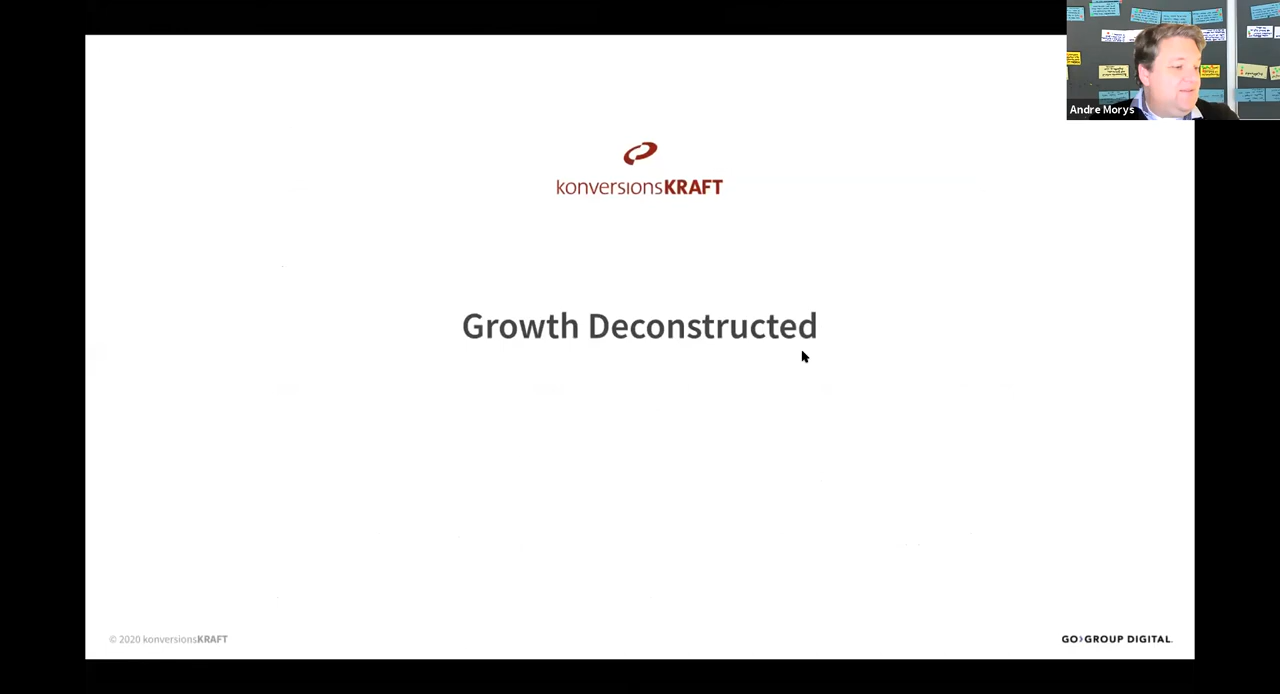 Andre Morys
konversionsKRAFT
Growth Deconstructed
© 2020 konversionsKRAFT
GO>GROUP DIGITAL.